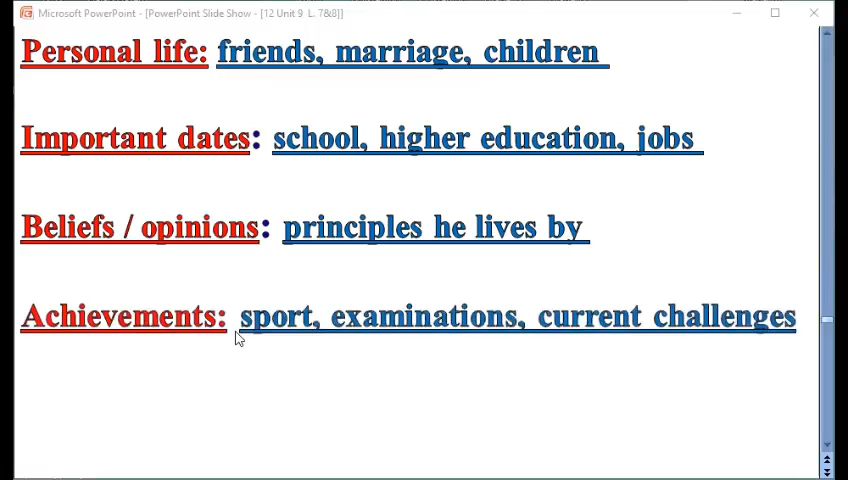 Microsoft PowerPoint - [PowerPoint Slide Show - [12 Unit 9 L. 7&8]]
Personal life: friends, marriage, children
Important dates: school, higher education, jobs
Beliefs / opinions: principles he lives by
Achievements: sport, examinations, current challenges